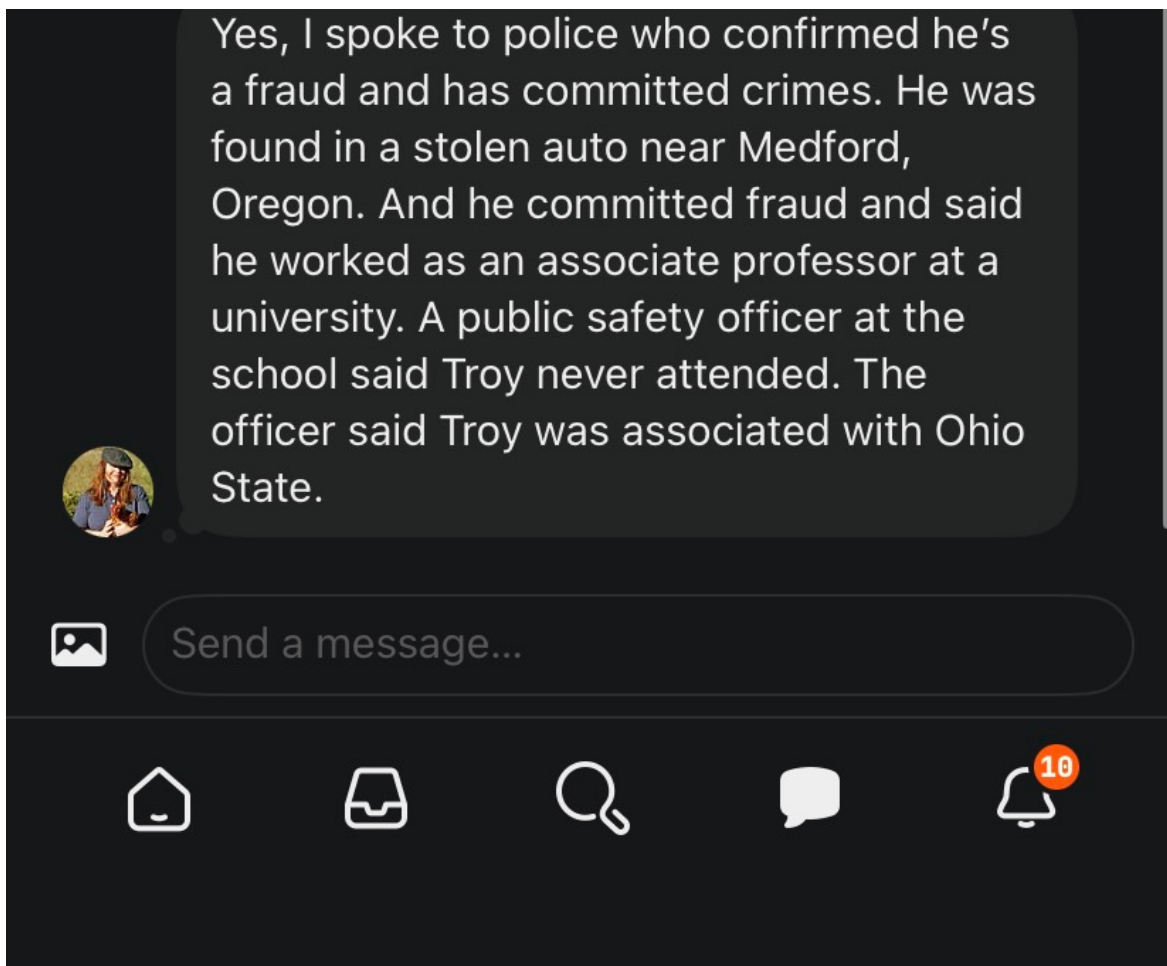 Yes, I spoke to police who confirmed he’s
a fraud and has committed crimes. He was
found in a stolen auto near Medford,
Oregon. And he committed fraud and said
he worked as an associate professor at a
university. A public safety officer at the
school said Troy never attended. The
officer said Troy was associated with Ohio
State.
Send a message...
10